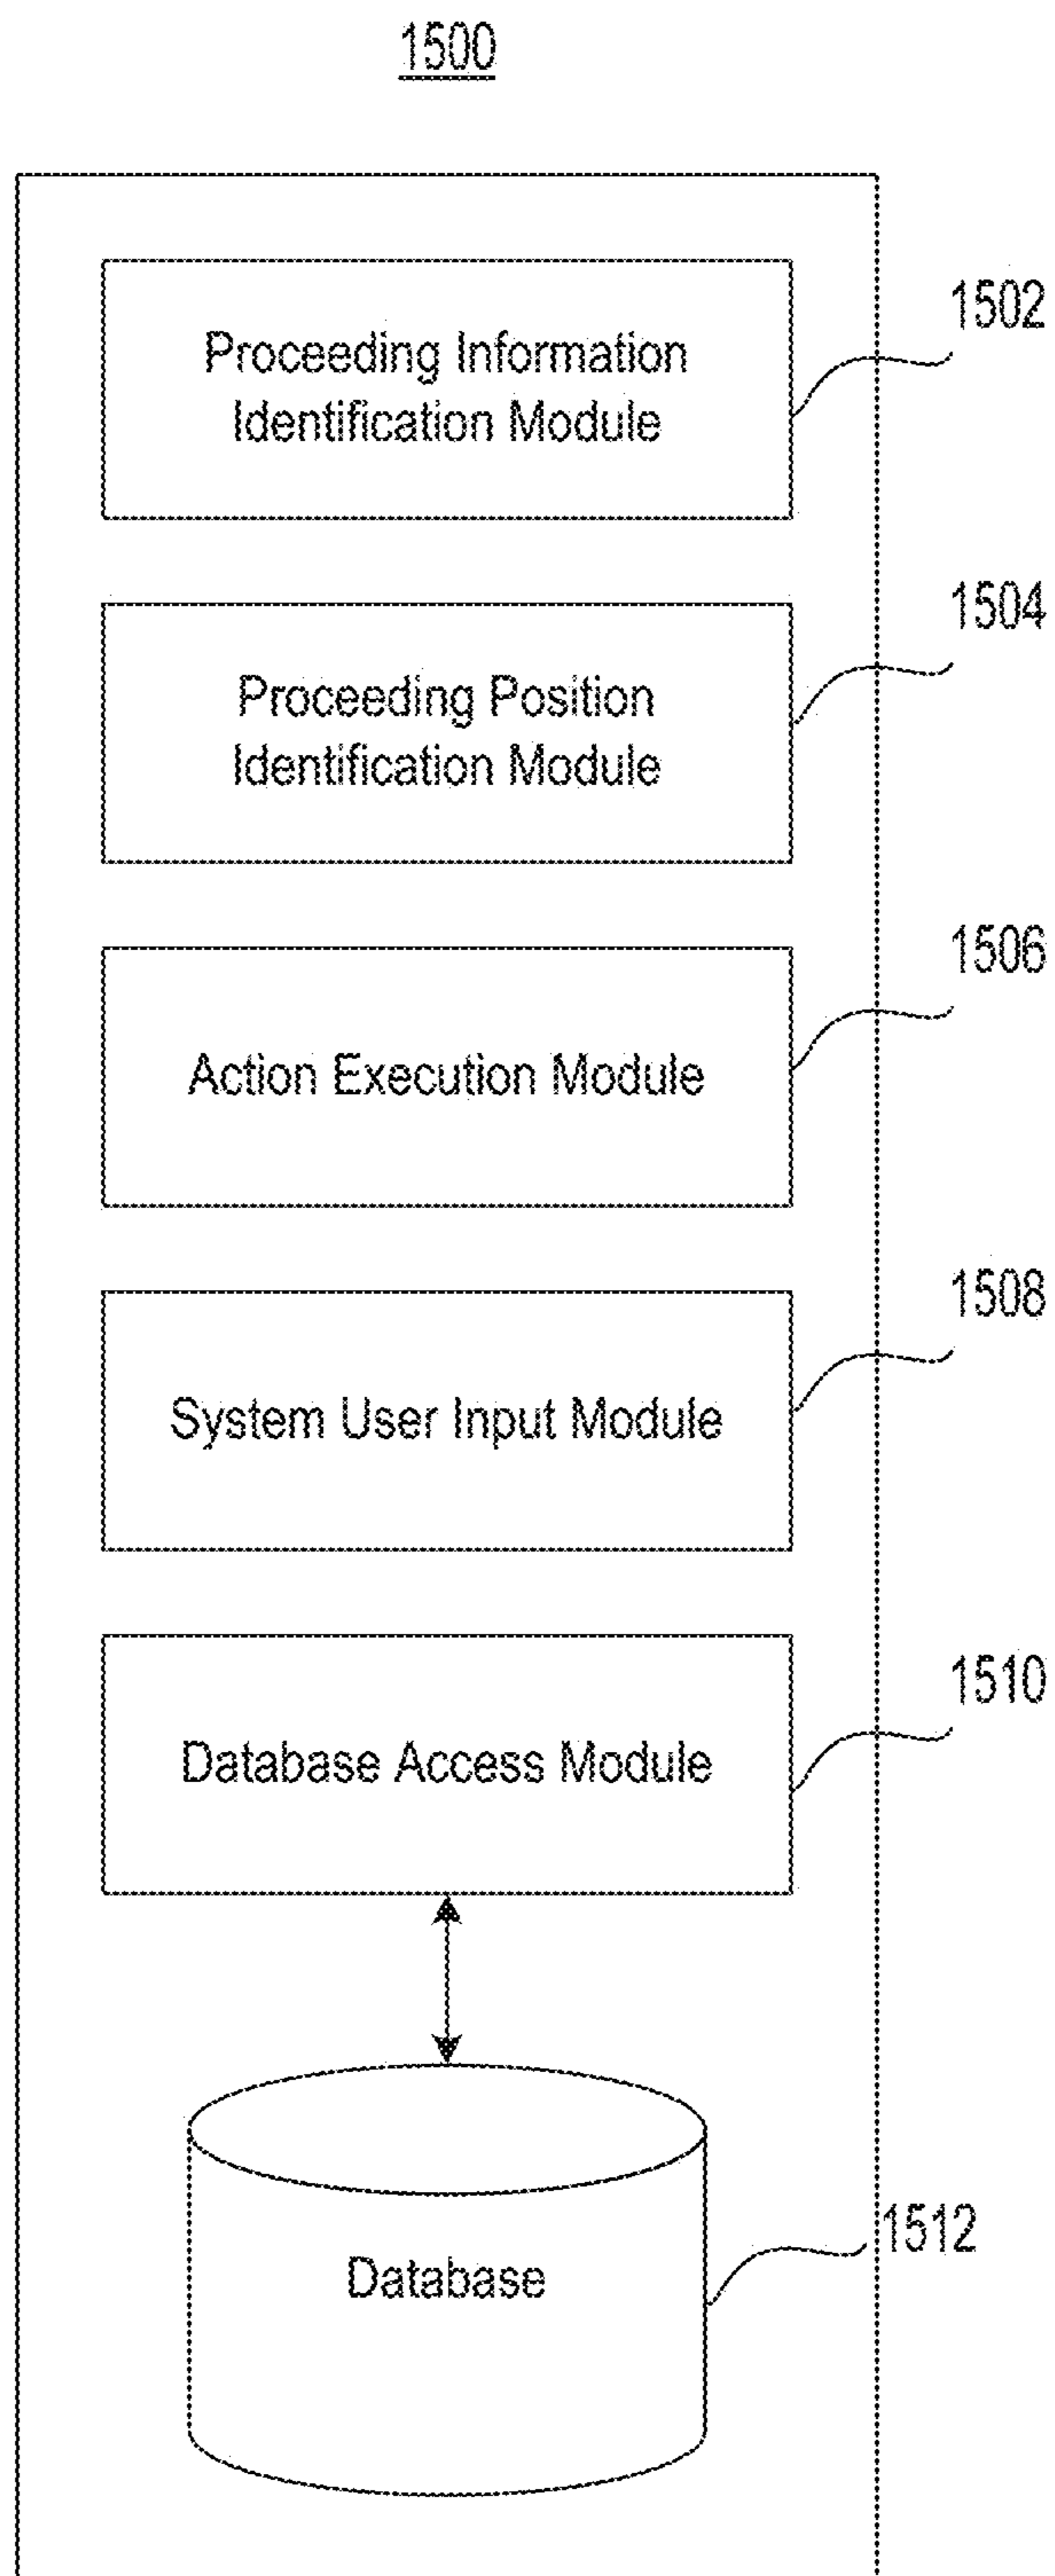 1500
Proceeding Information
Identification Module
1502
Proceeding Position
Identification Module
1504
Action Execution Module
1506
System User Input Module
1508
Database Access Module
1510
Database
1512